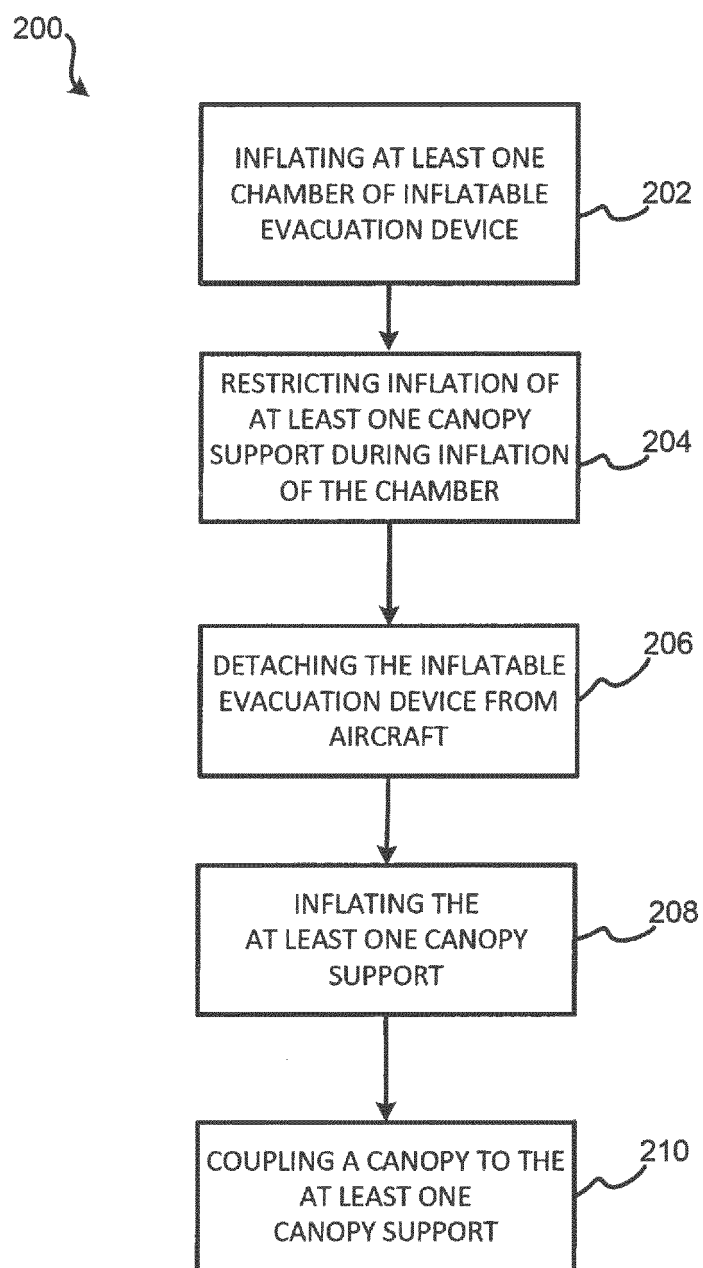 200
INFLATING AT LEAST ONE
CHAMBER OF INFLATABLE
EVACUATION DEVICE
202
RESTRICTING INFLATION OF
AT LEAST ONE CANOPY
SUPPORT DURING INFLATION
OF THE CHAMBER
204
DETACHING THE INFLATABLE
EVACUATION DEVICE FROM
AIRCRAFT
206
INFLATING THE
AT LEAST ONE CANOPY
SUPPORT
208
COUPLING A CANOPY TO THE
AT LEAST ONE
CANOPY SUPPORT
210